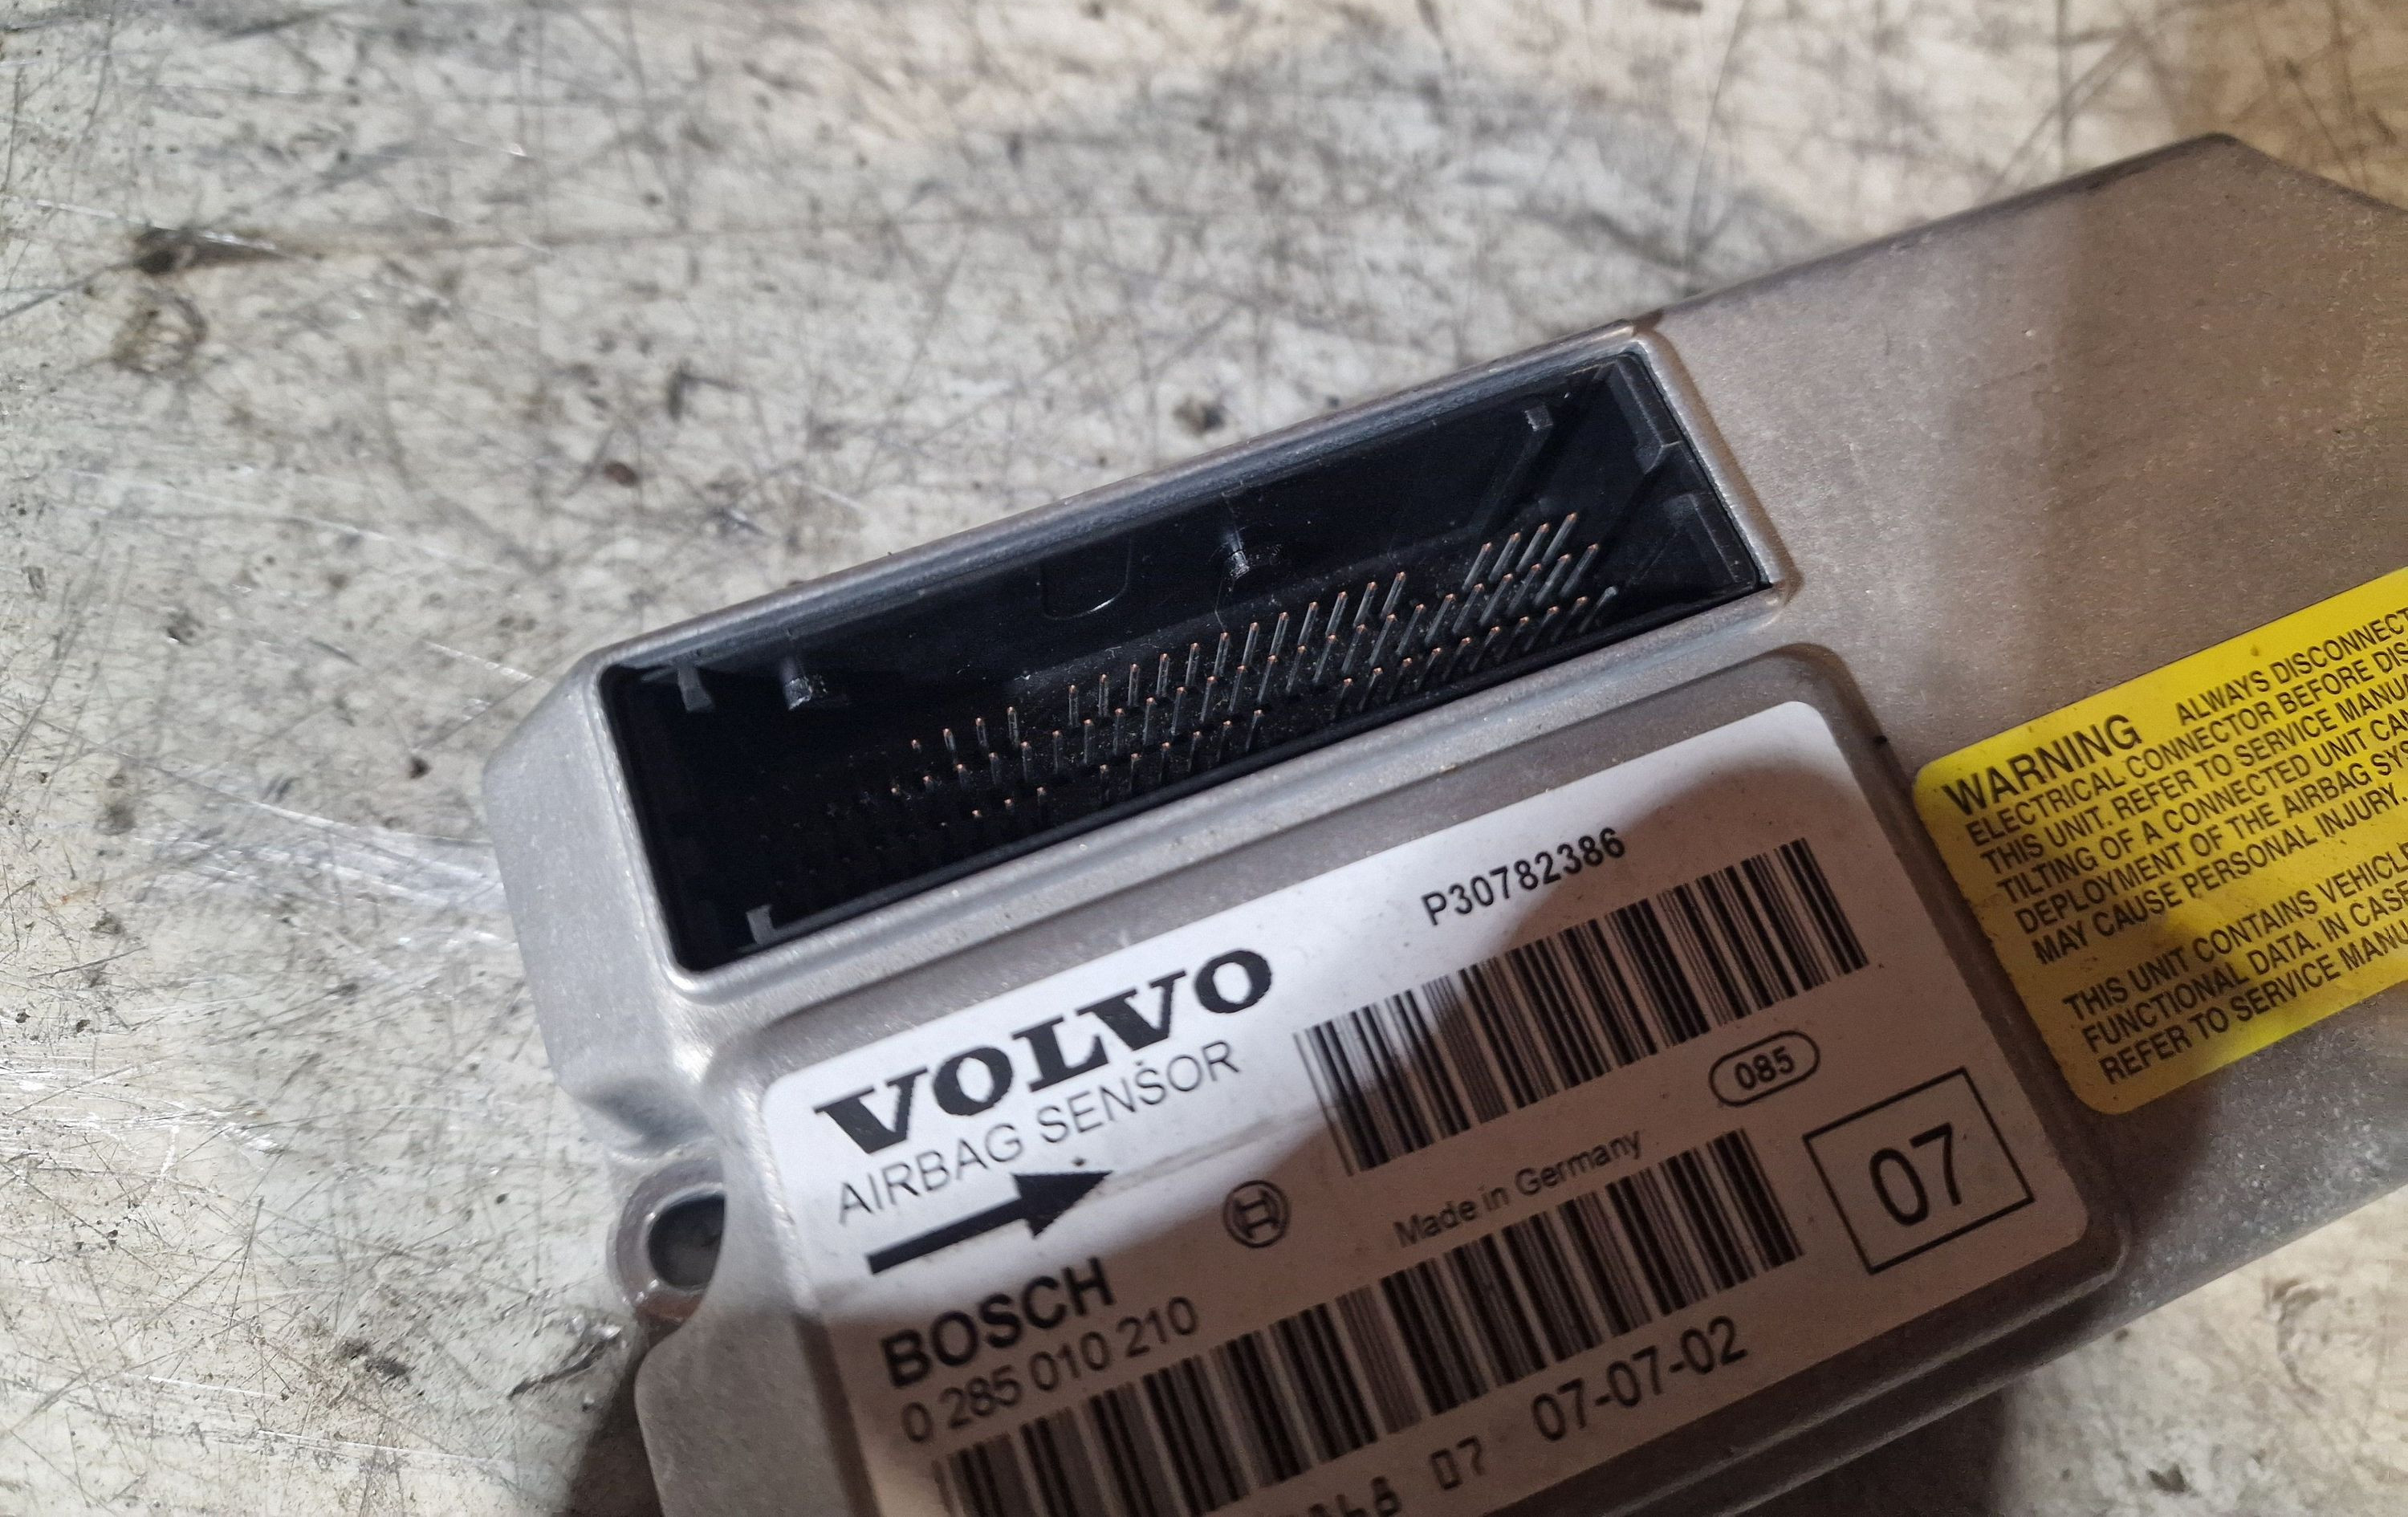 P30782386
VOLVO
AIRBAG SENSOR
085
Made in Germany
07
BOSCH
0 285 010 210
07 07-07-02
WARNING ALWAYS DISCONNECT
ELECTRICAL CONNECTOR BEFORE
THIS UNIT. REFER TO SERVICE
TILTING OF A CONNECTED UNIT
DEPLOYMENT OF THE AIRBAG
MAY CAUSE PERSONAL INJURY.
THIS UNIT CONTAINS
FUNCTIONAL DATA. IN CASE
REFER TO SERVICE